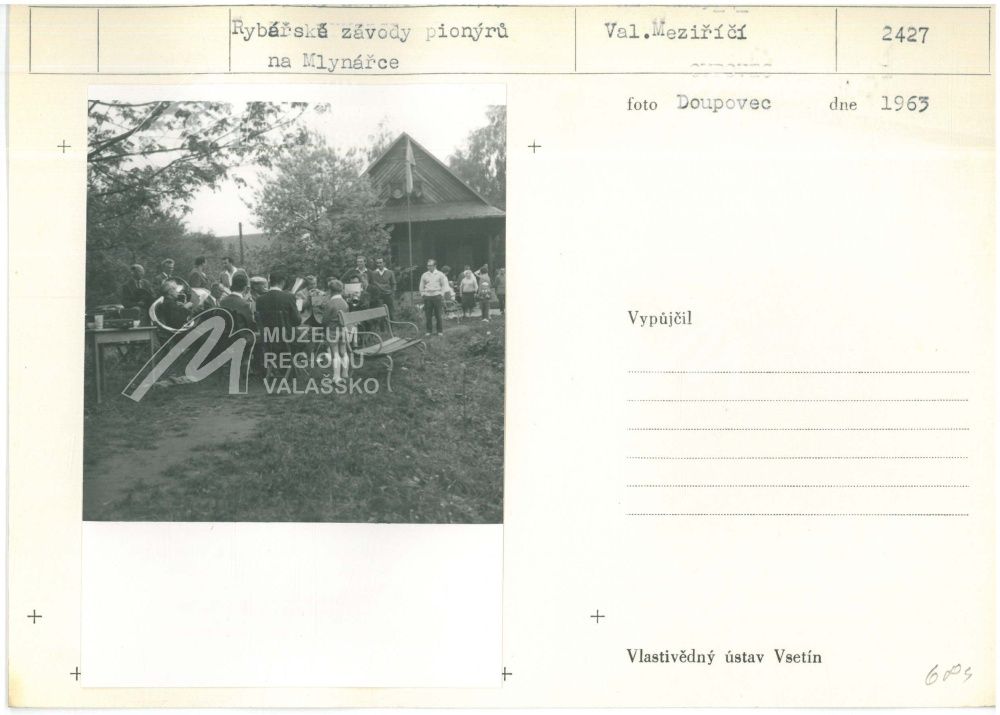 Rybářské závody pionýrů
na Mlynářce
Val.Meziříčí
2427
foto Doupovec dne 1963
MUZEUM
REGIONU
VALAŠSKO
Vypůjčil
Vlastivědný ústav Vsetín